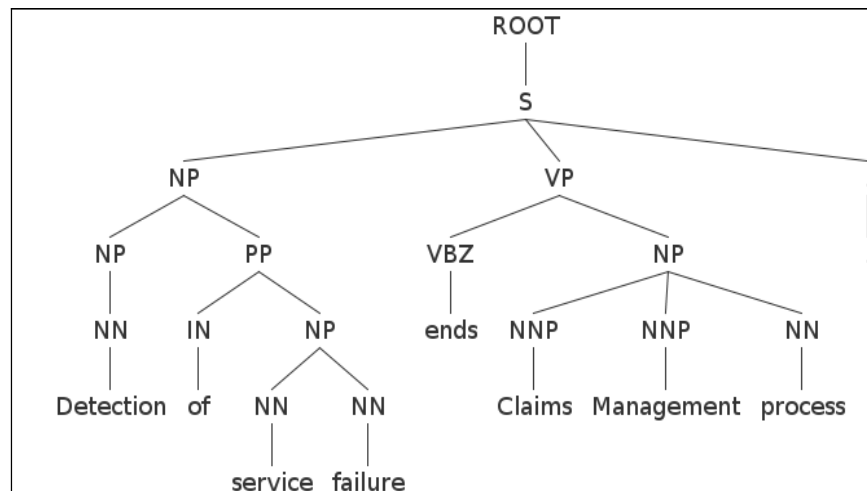 ROOT
S
NP VP
NP PP VBZ NP
NN IN NP ends NNP NNP NN
Detection of NN NN Claims Management process
service failure